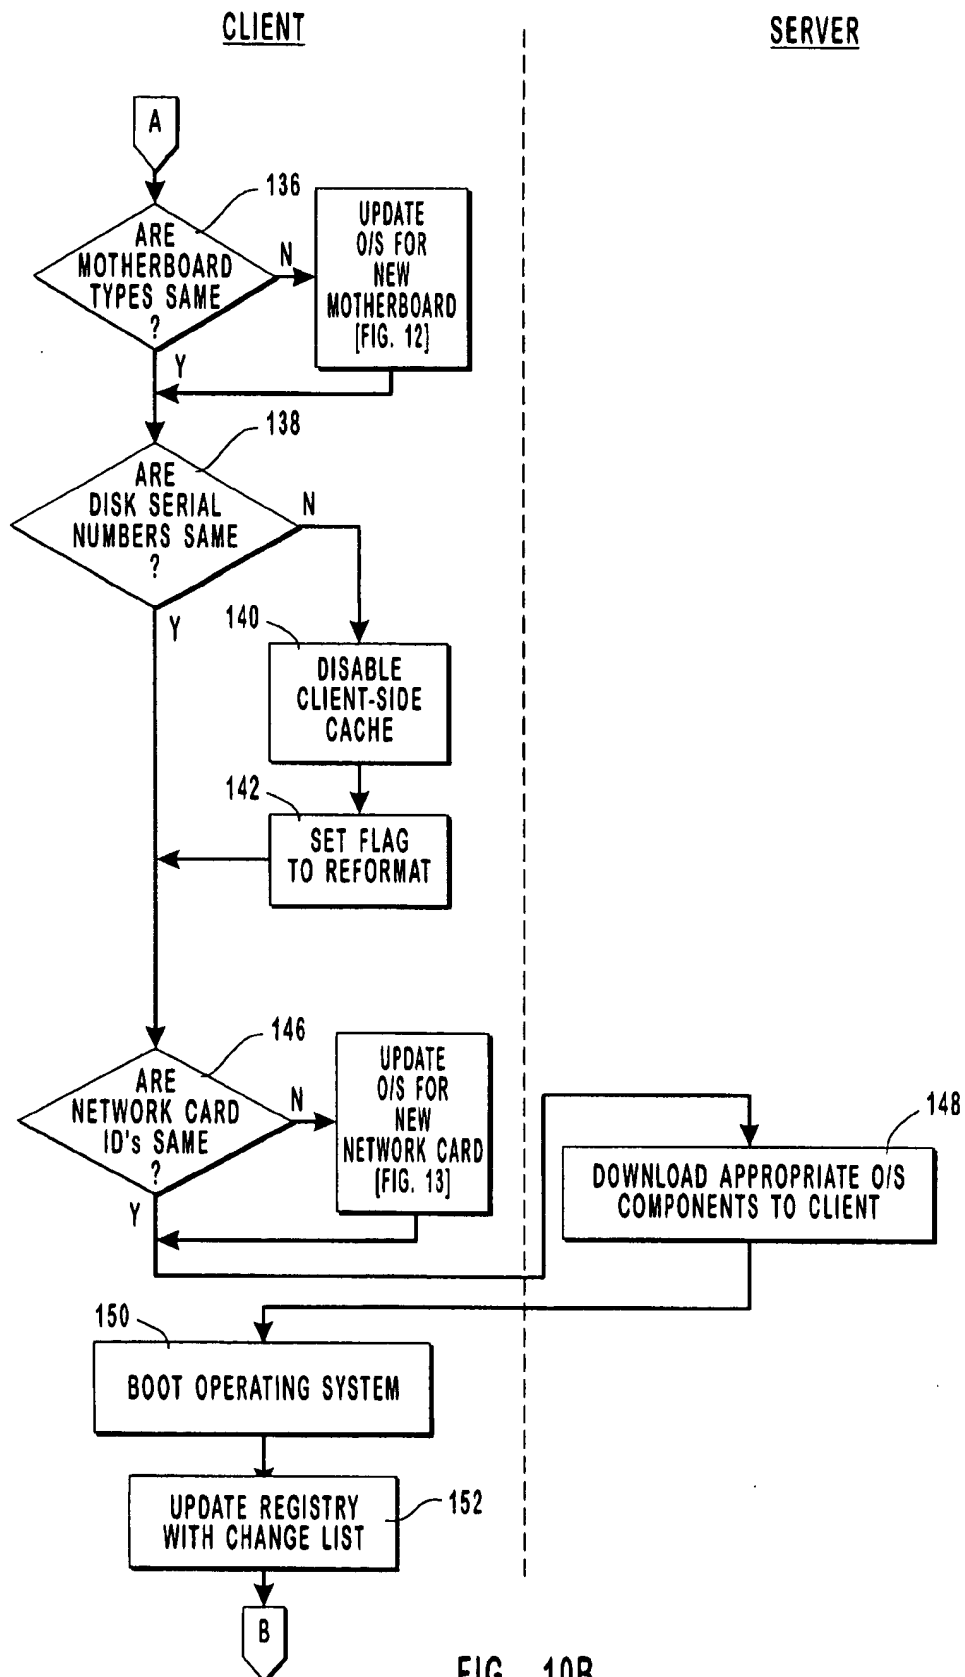 CLIENT
SERVER
A
136
ARE
MOTHERBOARD
TYPES SAME
?
N
Y
UPDATE
O/S FOR
NEW
MOTHERBOARD
[FIG. 12]
138
ARE
DISK SERIAL
NUMBERS SAME
?
N
Y
140
DISABLE
CLIENT-SIDE
CACHE
142
SET FLAG
TO REFORMAT
146
ARE
NETWORK CARD
ID's SAME
?
N
Y
UPDATE
O/S FOR
NEW
NETWORK CARD
[FIG. 13]
148
DOWNLOAD APPROPRIATE O/S
COMPONENTS TO CLIENT
150
BOOT OPERATING SYSTEM
UPDATE REGISTRY
WITH CHANGE LIST
152
B
FIG. 10B